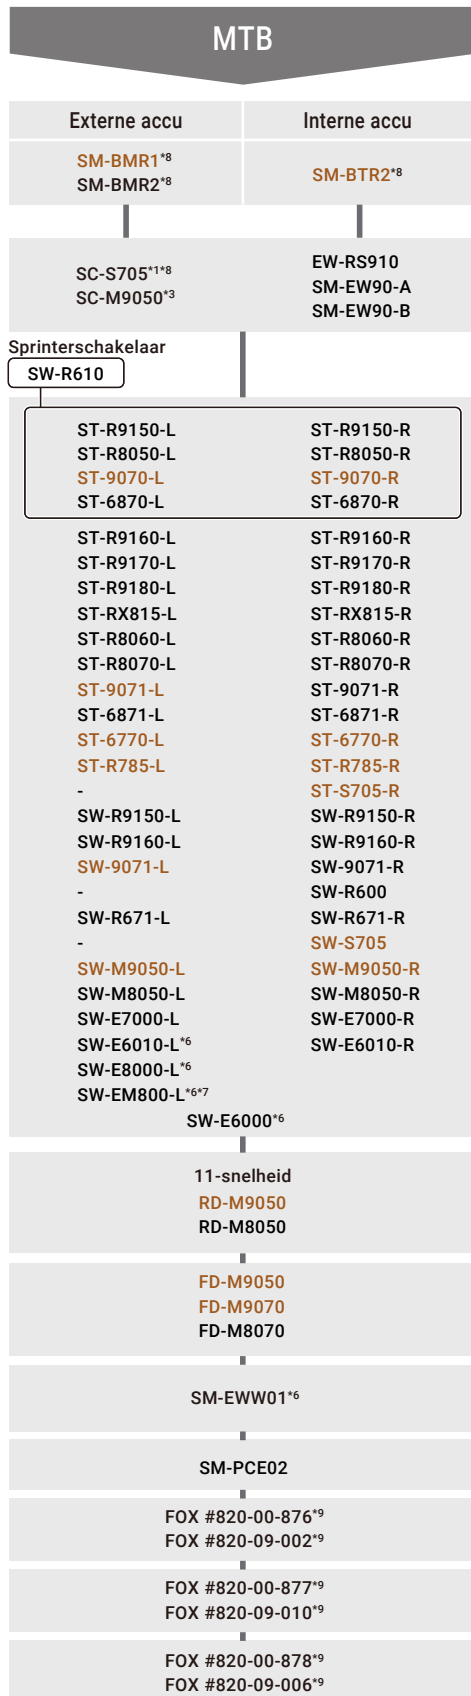 MTB
Externe accu Interne accu
SM-BMR1*8
SM-BMR2*8
SM-BTR2*8
SC-S705*1*8
SC-M9050*3
EW-RS910
SM-EW90-A
SM-EW90-B
Sprinterschakelaar
SW-R610
ST-R9150-L ST-R9150-R
ST-R8050-L ST-R8050-R
ST-9070-L ST-9070-R
ST-6870-L ST-6870-R
ST-R9160-L ST-R9160-R
ST-R9170-L ST-R9170-R
ST-R9180-L ST-R9180-R
ST-RX815-L ST-RX815-R
ST-R8060-L ST-R8060-R
ST-R8070-L ST-R8070-R
ST-9071-L ST-9071-R
ST-6871-L ST-6871-R
ST-6770-L ST-6770-R
ST-R785-L ST-R785-R
- ST-S705-R
SW-R9150-L SW-R9150-R
SW-R9160-L SW-R9160-R
SW-9071-L SW-9071-R
- SW-R600
SW-R671-L SW-R671-R
- SW-S705
SW-M9050-L SW-M9050-R
SW-M8050-L SW-M8050-R
SW-E7000-L SW-E7000-R
SW-E6010-L*6 SW-E6010-R
SW-E8000-L*6
SW-EM800-L*6*7
SW-E6000*6
11-snelheid
RD-M9050
RD-M8050
FD-M9050
FD-M9070
FD-M8070
SM-EWW01*6
SM-PCE02
FOX #820-00-876*9
FOX #820-09-002*9
FOX #820-00-877*9
FOX #820-09-010*9
FOX #820-00-878*9
FOX #820-09-006*9